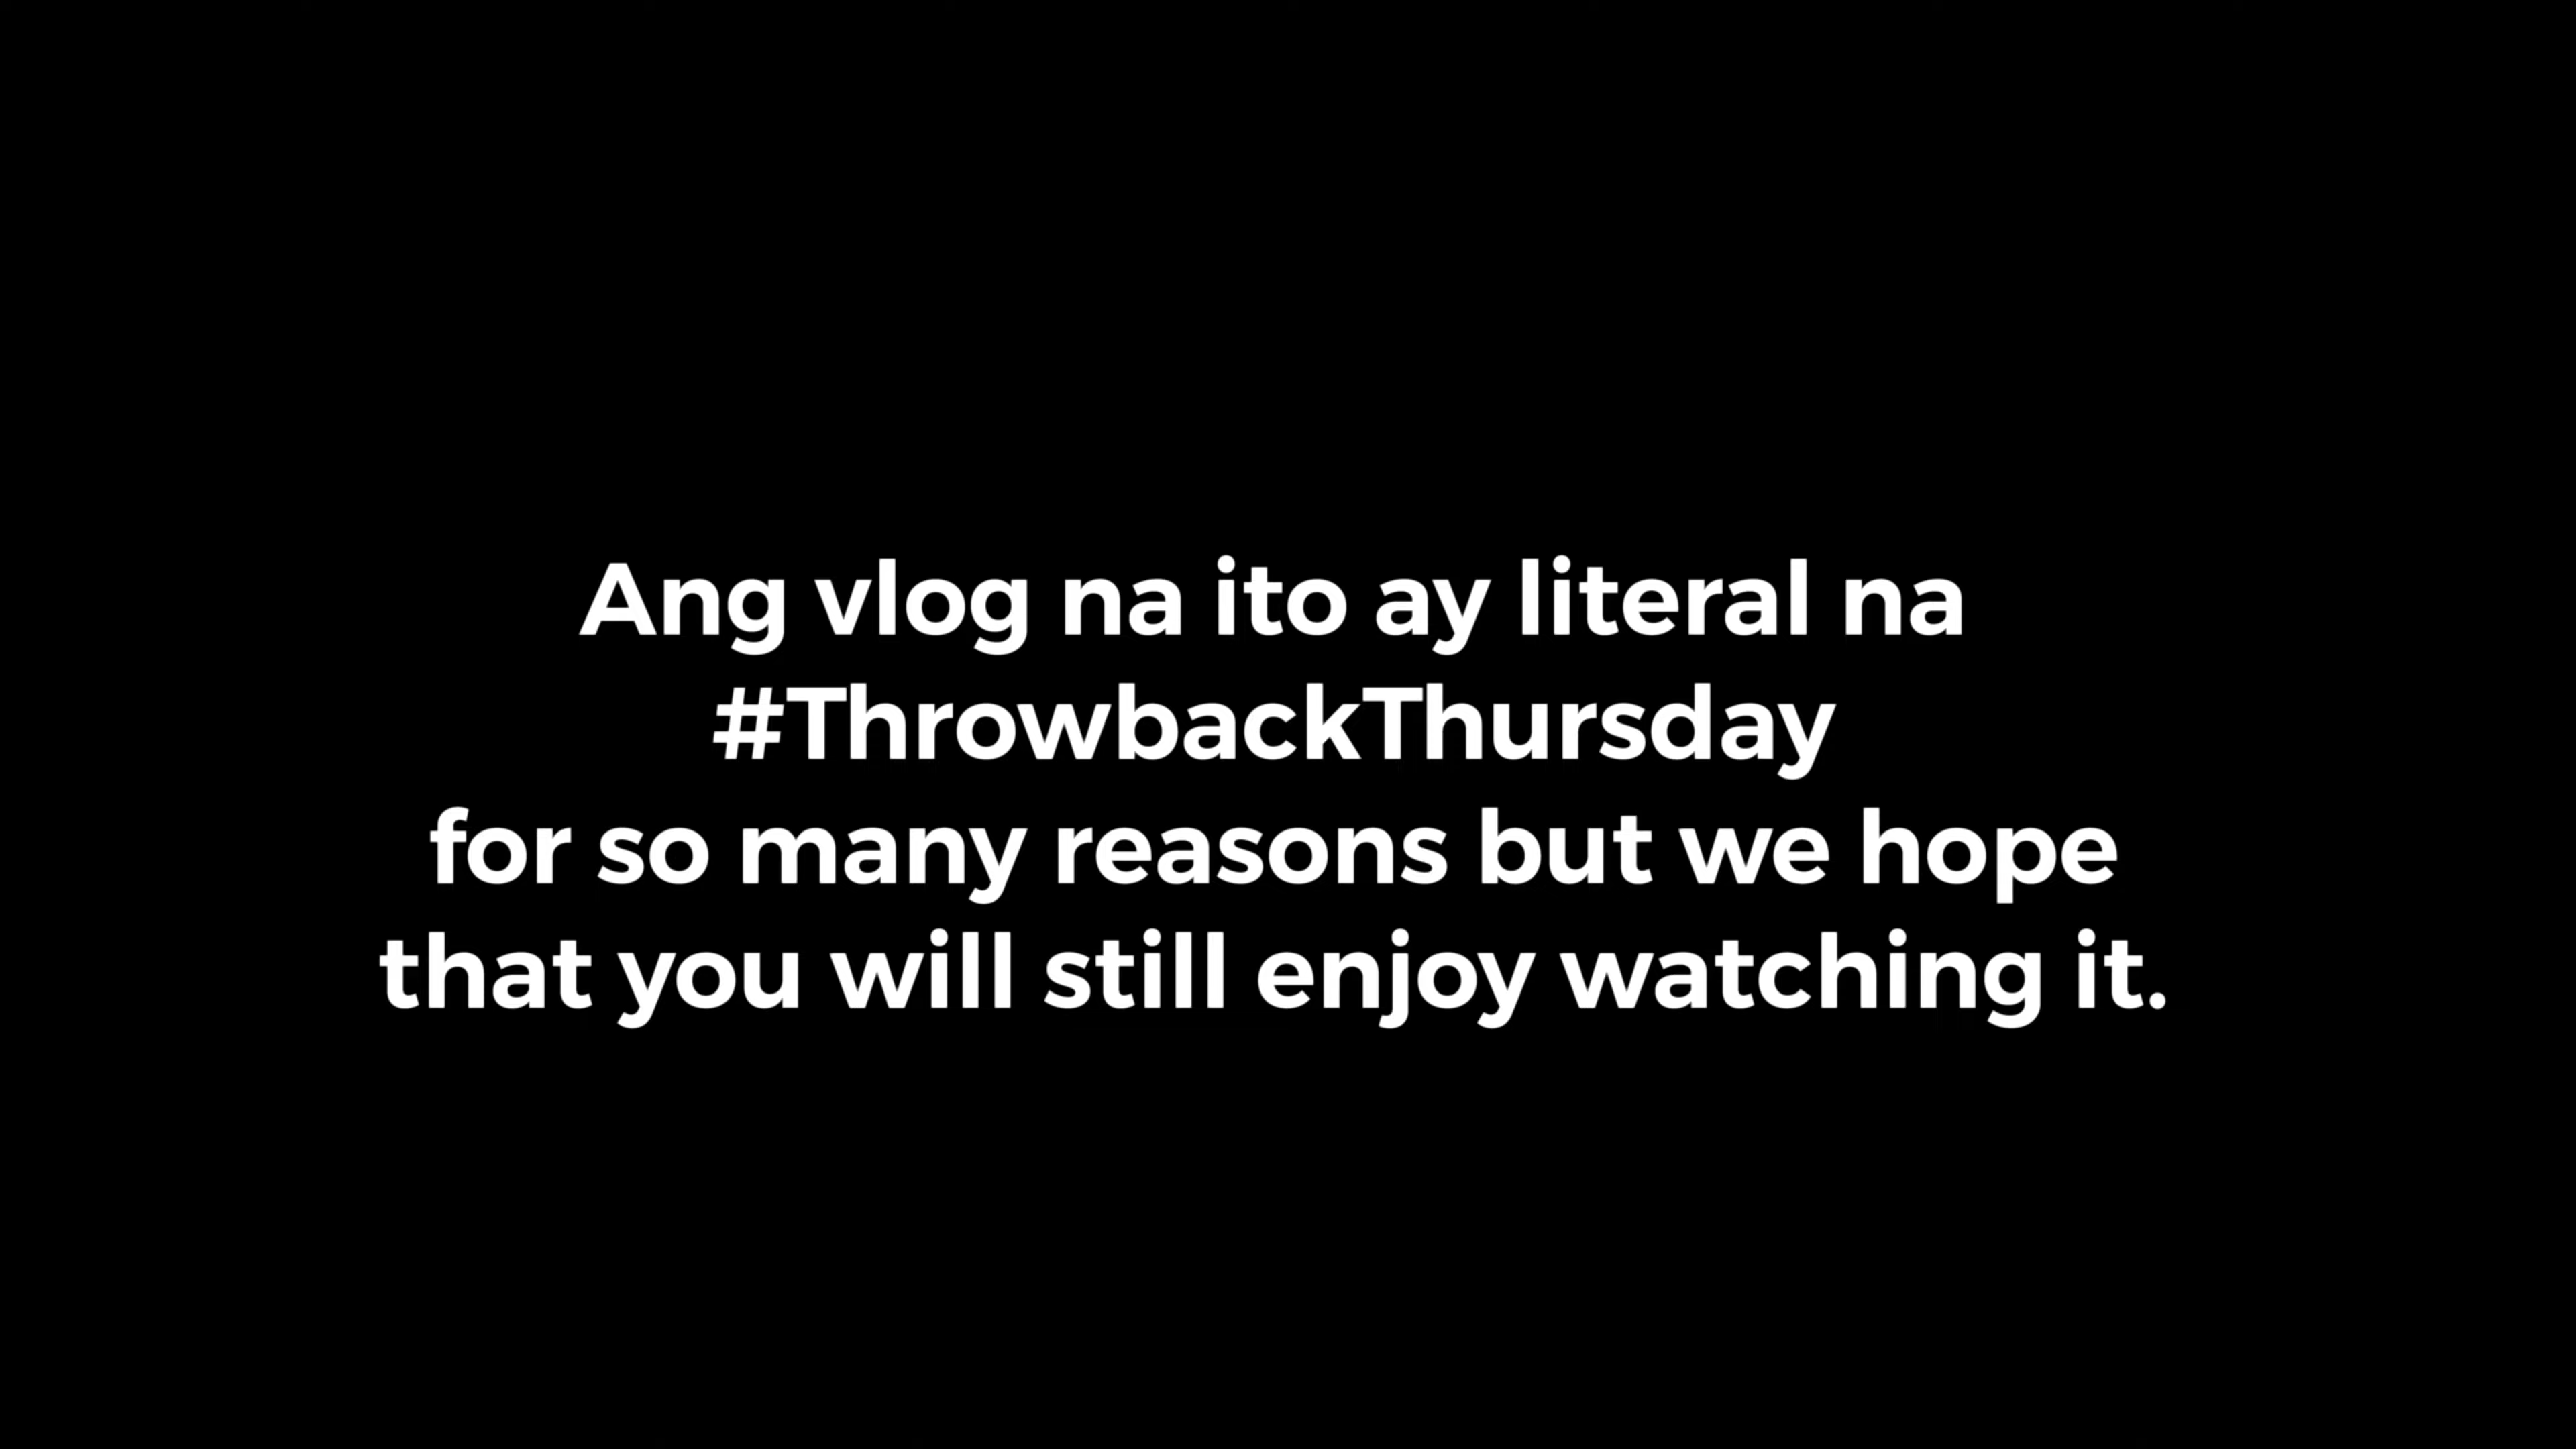 Ang vlog na ito ay literal na
#ThrowbackThursday
for so many reasons but we hope
that you will still enjoy watching it.